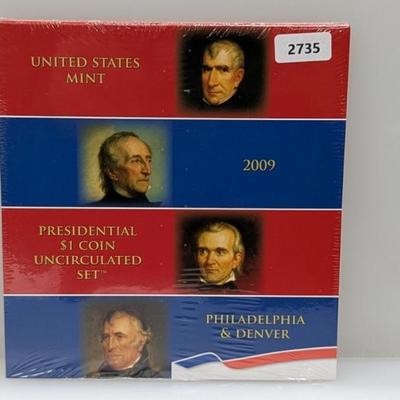 2735
UNITED STATES
MINT
2009
PRESIDENTIAL
$1 COIN
UNCIRCULATED
SET™
PHILADELPHIA
& DENVER